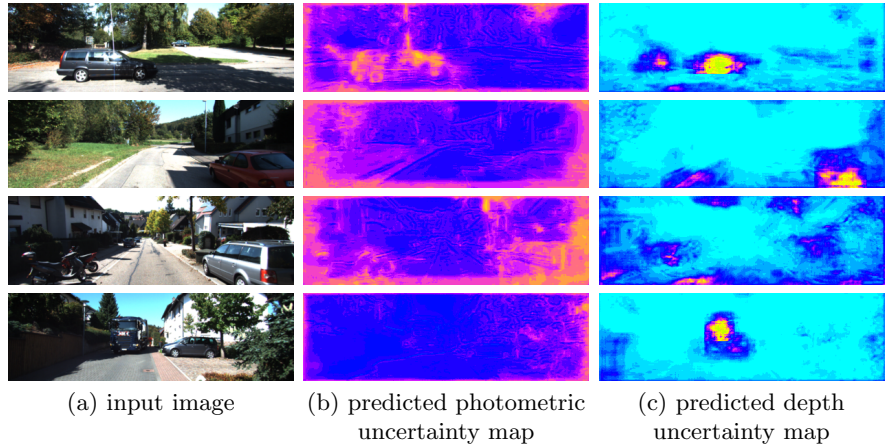 (a) input image
(b) predicted photometric
uncertainty map
(c) predicted depth
uncertainty map